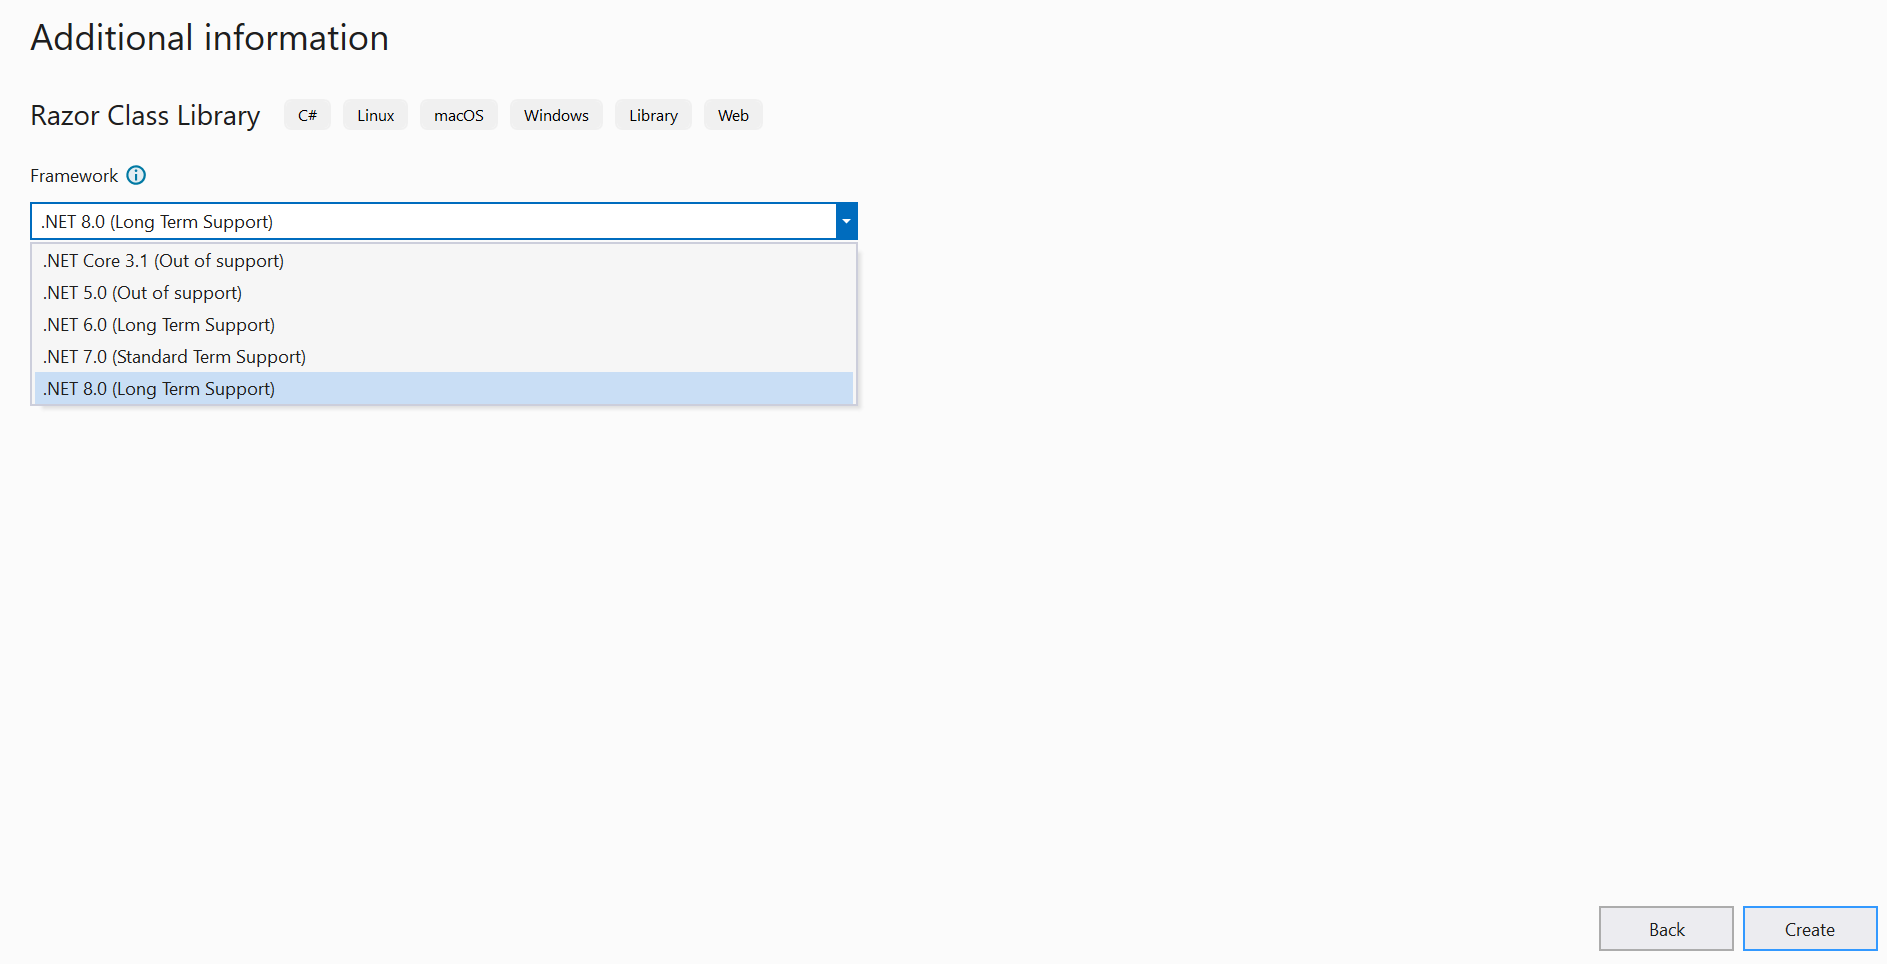 Additional information
Razor Class Library C# Linux macOS Windows Library Web
Framework
.NET 8.0 (Long Term Support)
.NET Core 3.1 (Out of support)
.NET 5.0 (Out of support)
.NET 6.0 (Long Term Support)
.NET 7.0 (Standard Term Support)
.NET 8.0 (Long Term Support)
Back Create